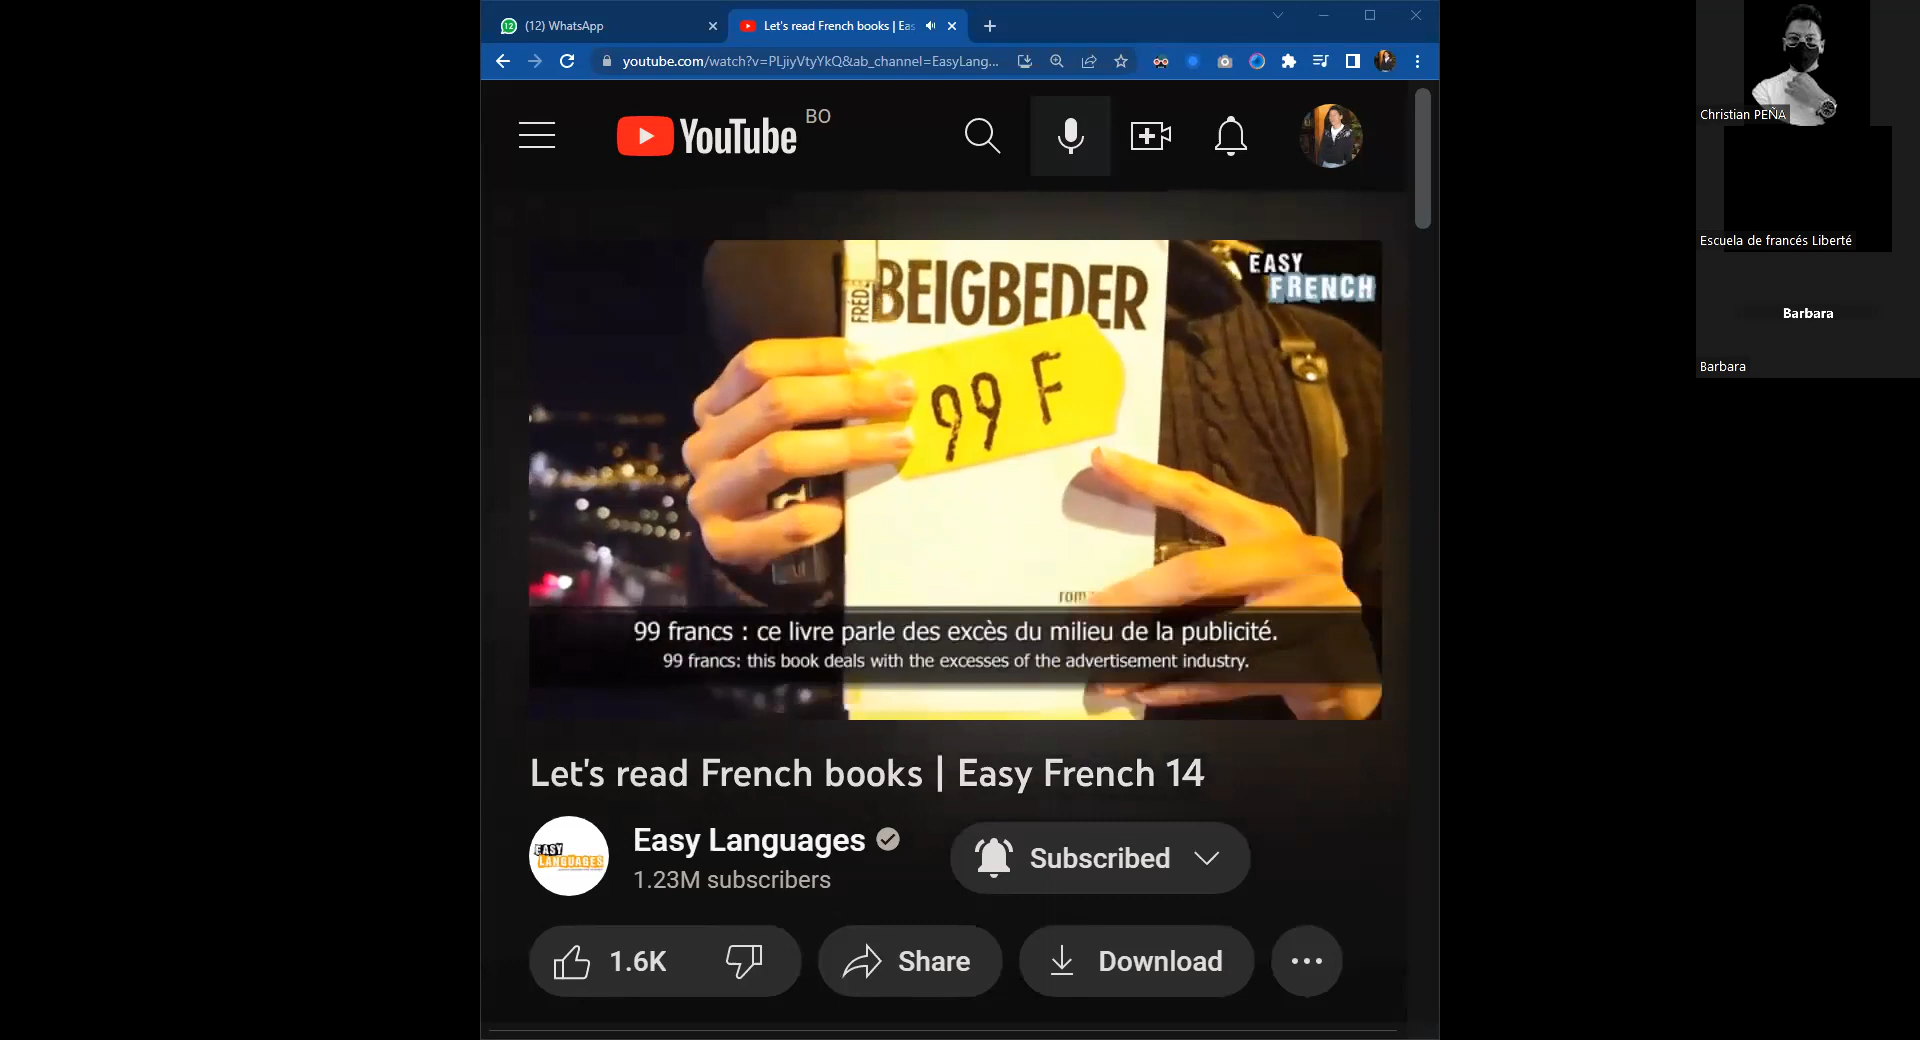 (12) WhatsApp
Let's read French books | Eas
youtube.com/watch?v=PLjiyVtyYkQ&ab_channel=EasyLang...
YouTube BO
EASY
FRENCH
FRÉD
BEIGBEDER
99 F
99 francs : ce livre parle des excès du milieu de la publicité.
99 francs: this book deals with the excesses of the advertisement industry.
Let's read French books | Easy French 14
EASY
LANGUAGES
Easy Languages
1.23M subscribers
Subscribed
1.6K
Share
Download
Christian PEÑA
Escuela de francés Liberté
Barbara
Barbara